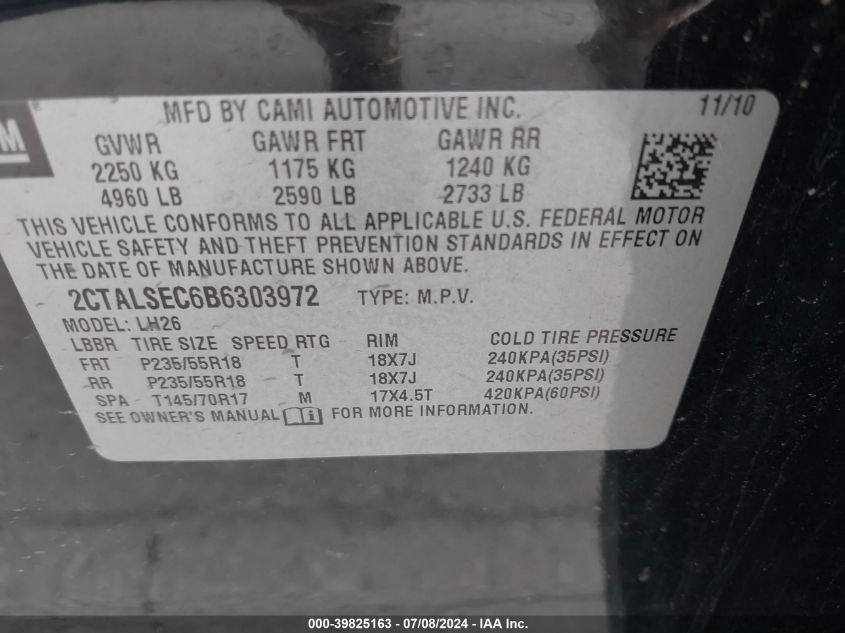 M
MFD BY CAMI AUTOMOTIVE INC. 11/10
GVWR GAWR FRT GAWR RR
2250 KG 1175 KG 1240 KG
4960 LB 2590 LB 2733 LB
THIS VEHICLE CONFORMS TO ALL APPLICABLE U.S. FEDERAL MOTOR
VEHICLE SAFETY AND THEFT PREVENTION STANDARDS IN EFFECT ON
THE DATE OF MANUFACTURE SHOWN ABOVE.
2CTALSEC6B6303972 TYPE: M.P.V.
MODEL: LH26
LBBR TIRE SIZE SPEED RTG RIM COLD TIRE PRESSURE
FRT P235/55R18 T 18X7J 240KPA(35PSI)
RR P235/55R18 T 18X7J 240KPA(35PSI)
SPA T145/70R17 M 17X4.5T 420KPA(60PSI)
SEE OWNER'S MANUAL FOR MORE INFORMATION.
000-39825163 - 07/08/2024 - IAA Inc.